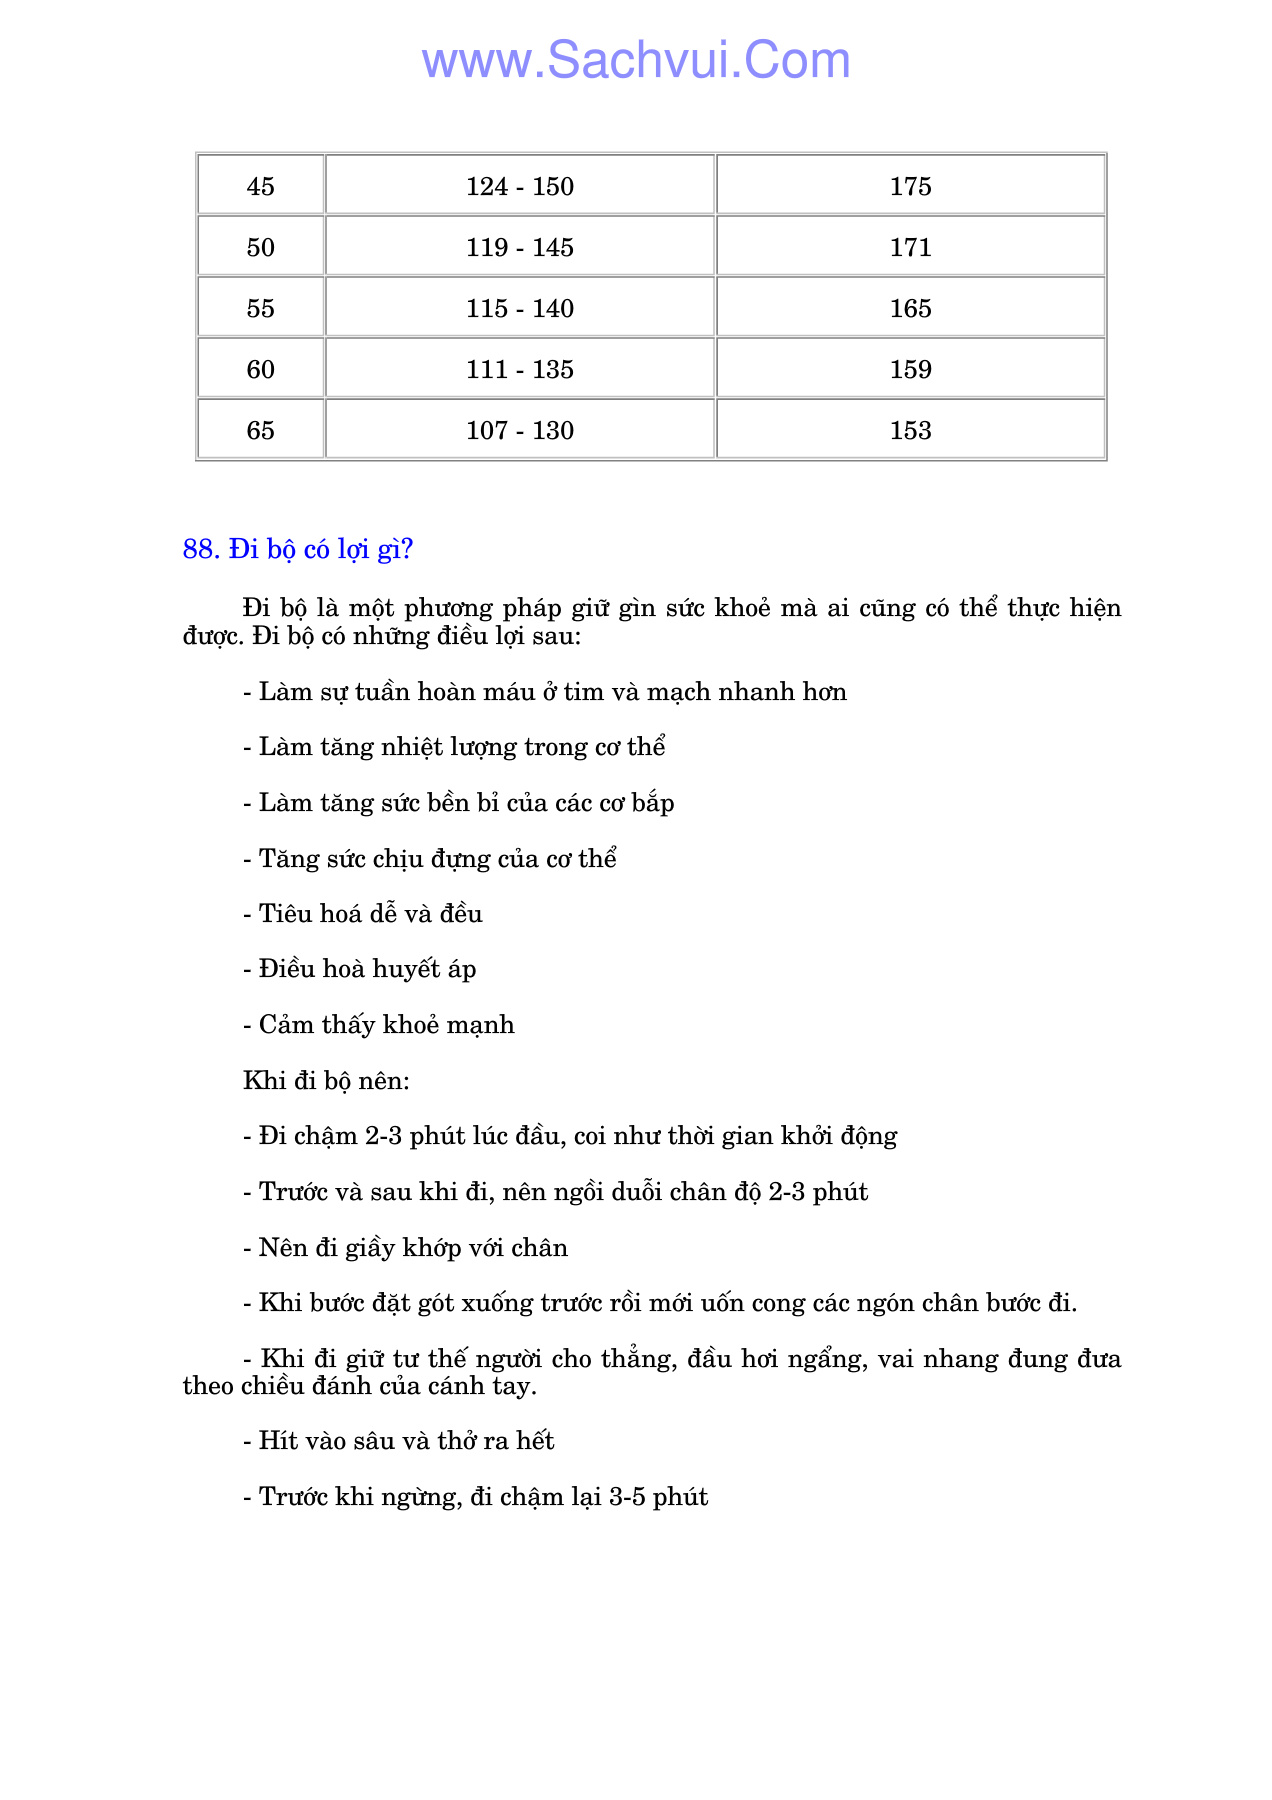 www.Sachvui.Com
45 124 - 150 175
50 119 - 145 171
55 115 - 140 165
60 111 - 135 159
65 107 - 130 153
88. Đi bộ có lợi gì?
Đi bộ là một phương pháp giữ gìn sức khoẻ mà ai cũng có thể thực hiện
được. Đi bộ có những điều lợi sau:
- Làm sự tuần hoàn máu ở tim và mạch nhanh hơn
- Làm tăng nhiệt lượng trong cơ thể
- Làm tăng sức bền bỉ của các cơ bắp
- Tăng sức chịu đựng của cơ thể
- Tiêu hoá dễ và đều
- Điều hoà huyết áp
- Cảm thấy khoẻ mạnh
Khi đi bộ nên:
- Đi chậm 2-3 phút lúc đầu, coi như thời gian khởi động
- Trước và sau khi đi, nên ngồi duỗi chân độ 2-3 phút
- Nên đi giầy khớp với chân
- Khi bước đặt gót xuống trước rồi mới uốn cong các ngón chân bước đi.
- Khi đi giữ tư thế người cho thẳng, đầu hơi ngẩng, vai nhang đung đưa
theo chiều đánh của cánh tay.
- Hít vào sâu và thở ra hết
- Trước khi ngừng, đi chậm lại 3-5 phút